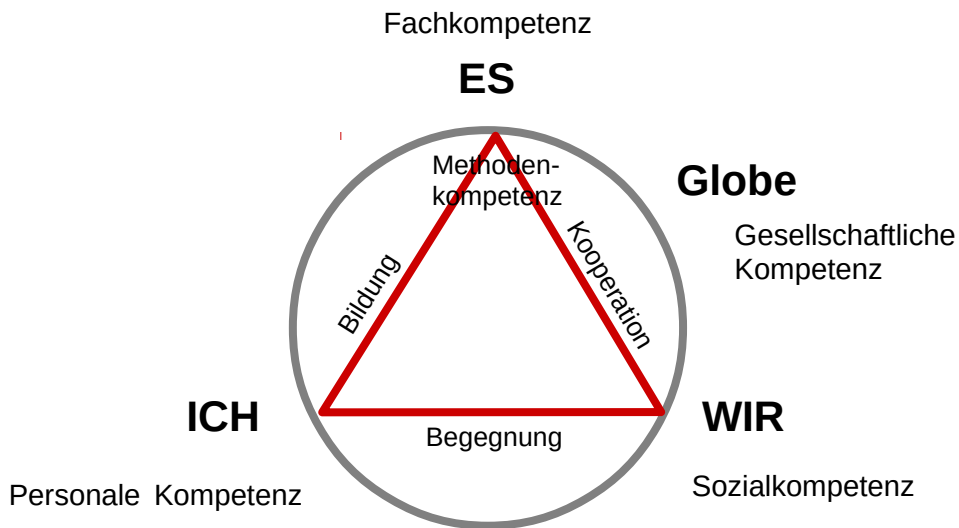 Fachkompetenz
ES
Methoden-
kompetenz
Globe
Gesellschaftliche
Kompetenz
Bildung
Kooperation
ICH
WIR
Begegnung
Personale Kompetenz
Sozialkompetenz